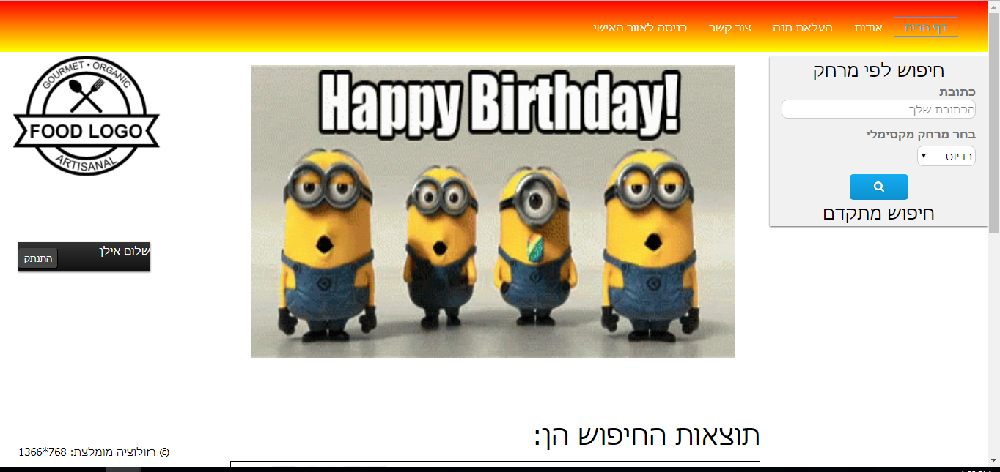 דף הבית
אודות
העלאת מנה
צור קשר
כניסה לאזור האישי
חיפוש לפי מרחק
כתובת
הכתובת שלך
בחר מרחק מקסימלי
רדיוס
חיפוש מתקדם
Happy Birthday!
GOURMET • ORGANIC
FOOD LOGO
ARTISANAL
שלום אילן
התנתק
תוצאות החיפוש הן:
© רזולוציה מומלצת: 768*1366